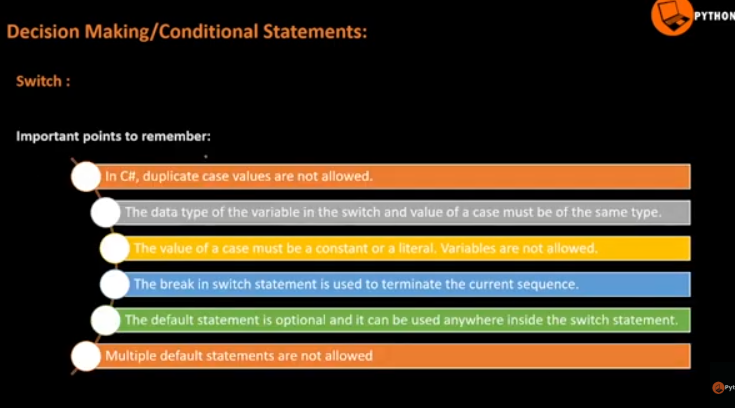 PYTHON
Decision Making/Conditional Statements:
Switch :
Important points to remember:
In C#, duplicate case values are not allowed.
The data type of the variable in the switch and value of a case must be of the same type.
The value of a case must be a constant or a literal. Variables are not allowed.
The break in switch statement is used to terminate the current sequence.
The default statement is optional and it can be used anywhere inside the switch statement.
Multiple default statements are not allowed
Pyt